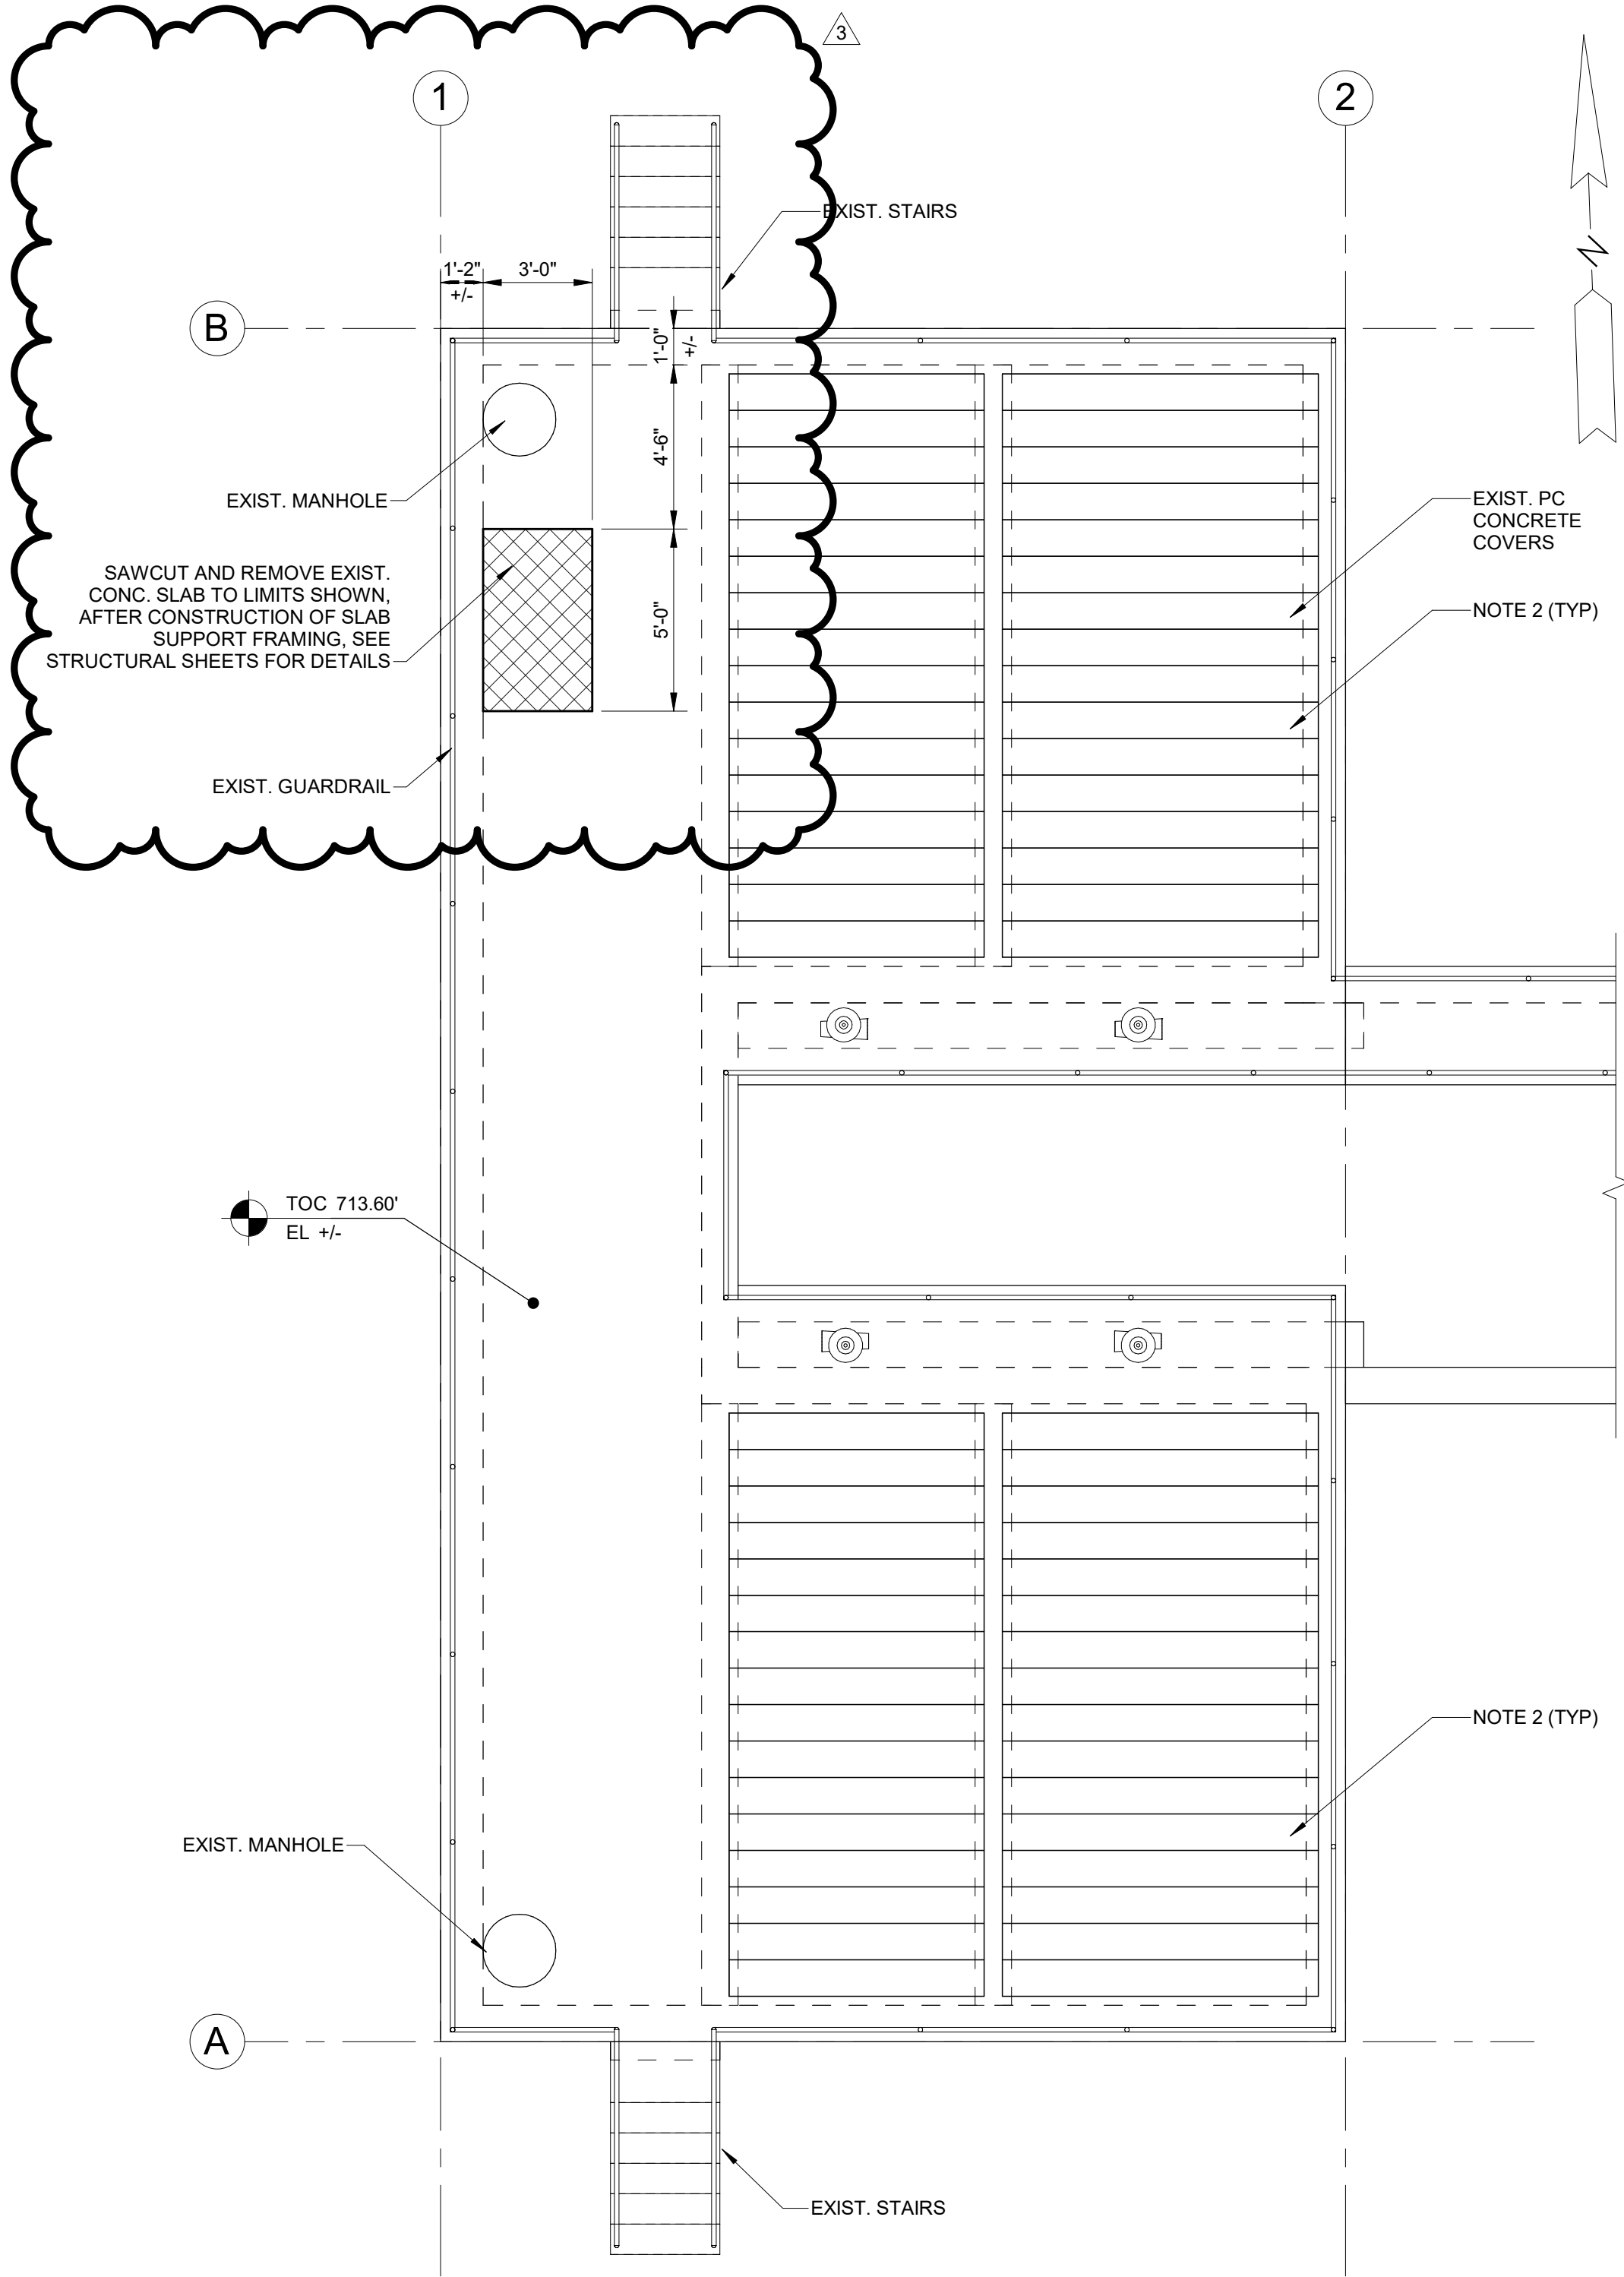 3
1
2
EXIST. STAIRS
N
1'-2"
+/-
3'-0"
B
1'-0"
+/-
4'-6"
EXIST. MANHOLE
EXIST. PC
CONCRETE
COVERS
SAWCUT AND REMOVE EXIST.
CONC. SLAB TO LIMITS SHOWN,
AFTER CONSTRUCTION OF SLAB
SUPPORT FRAMING, SEE
STRUCTURAL SHEETS FOR DETAILS
5'-0"
NOTE 2 (TYP)
EXIST. GUARDRAIL
TOC 713.60'
EL +/-
NOTE 2 (TYP)
EXIST. MANHOLE
A
EXIST. STAIRS